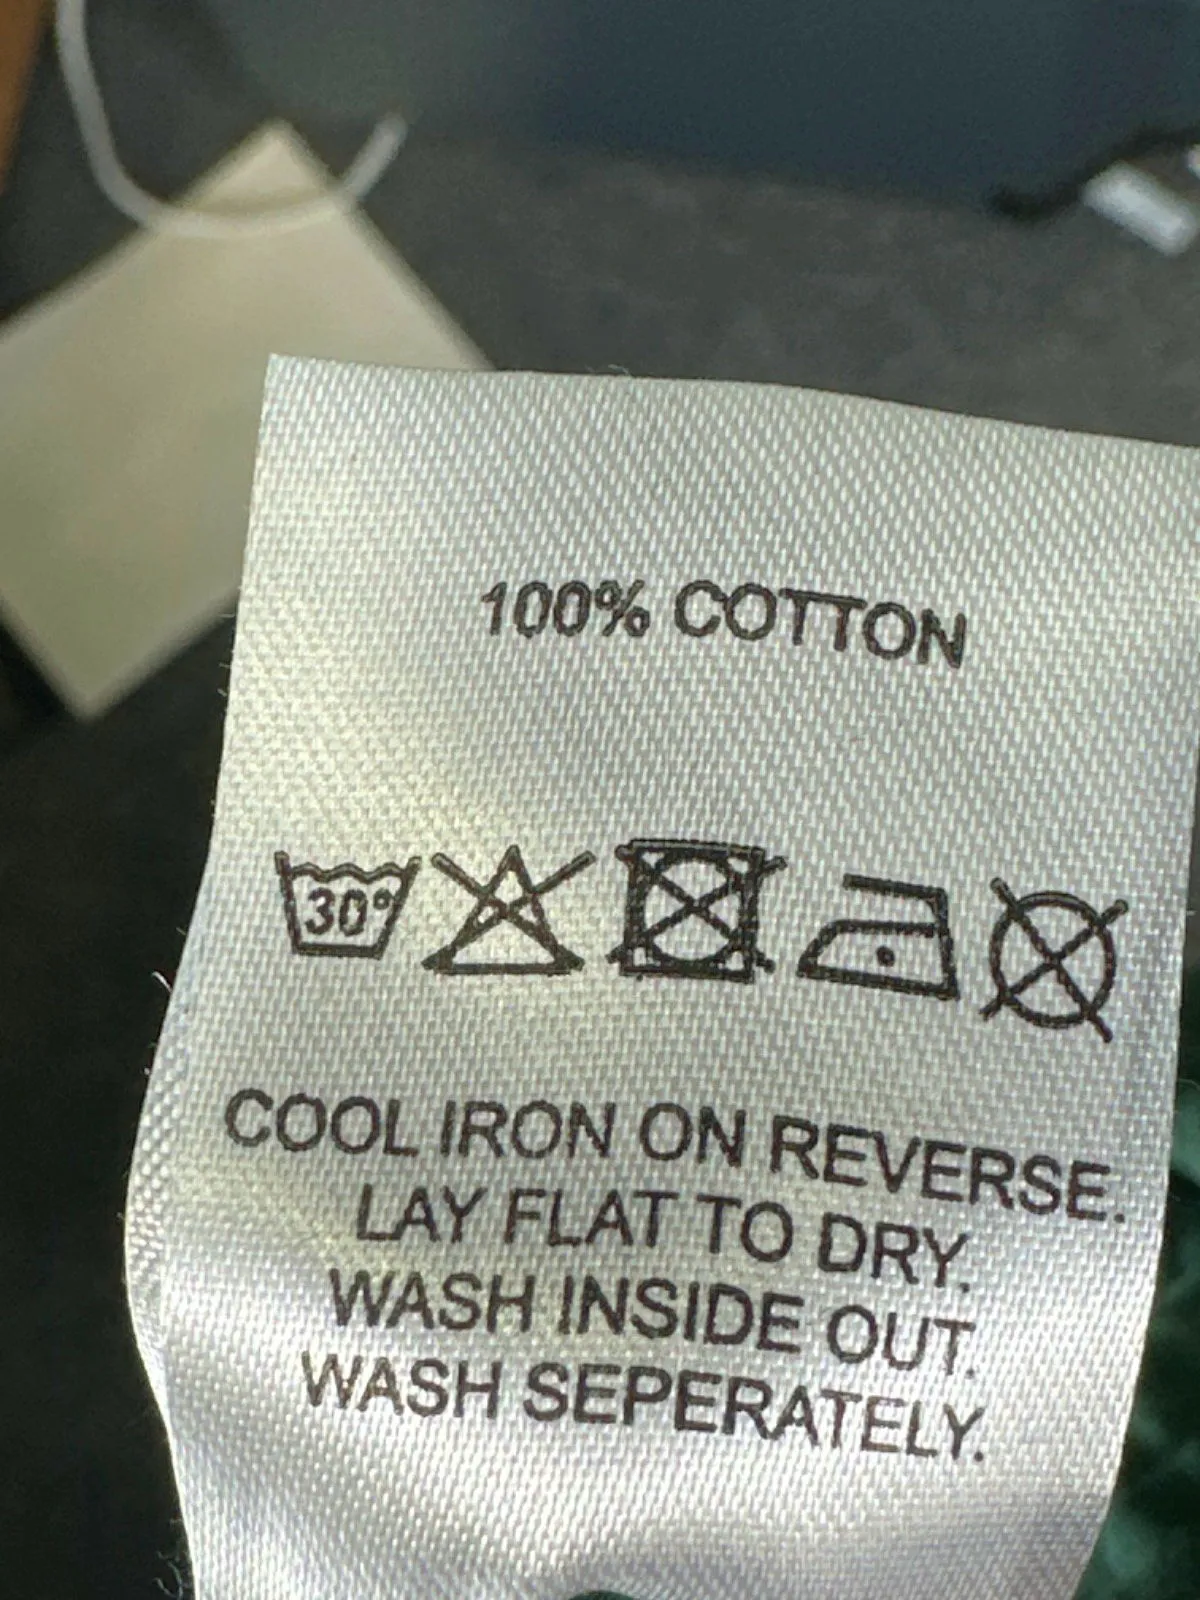 100% COTTON
30°
COOL IRON ON REVERSE.
LAY FLAT TO DRY.
WASH INSIDE OUT.
WASH SEPERATELY.